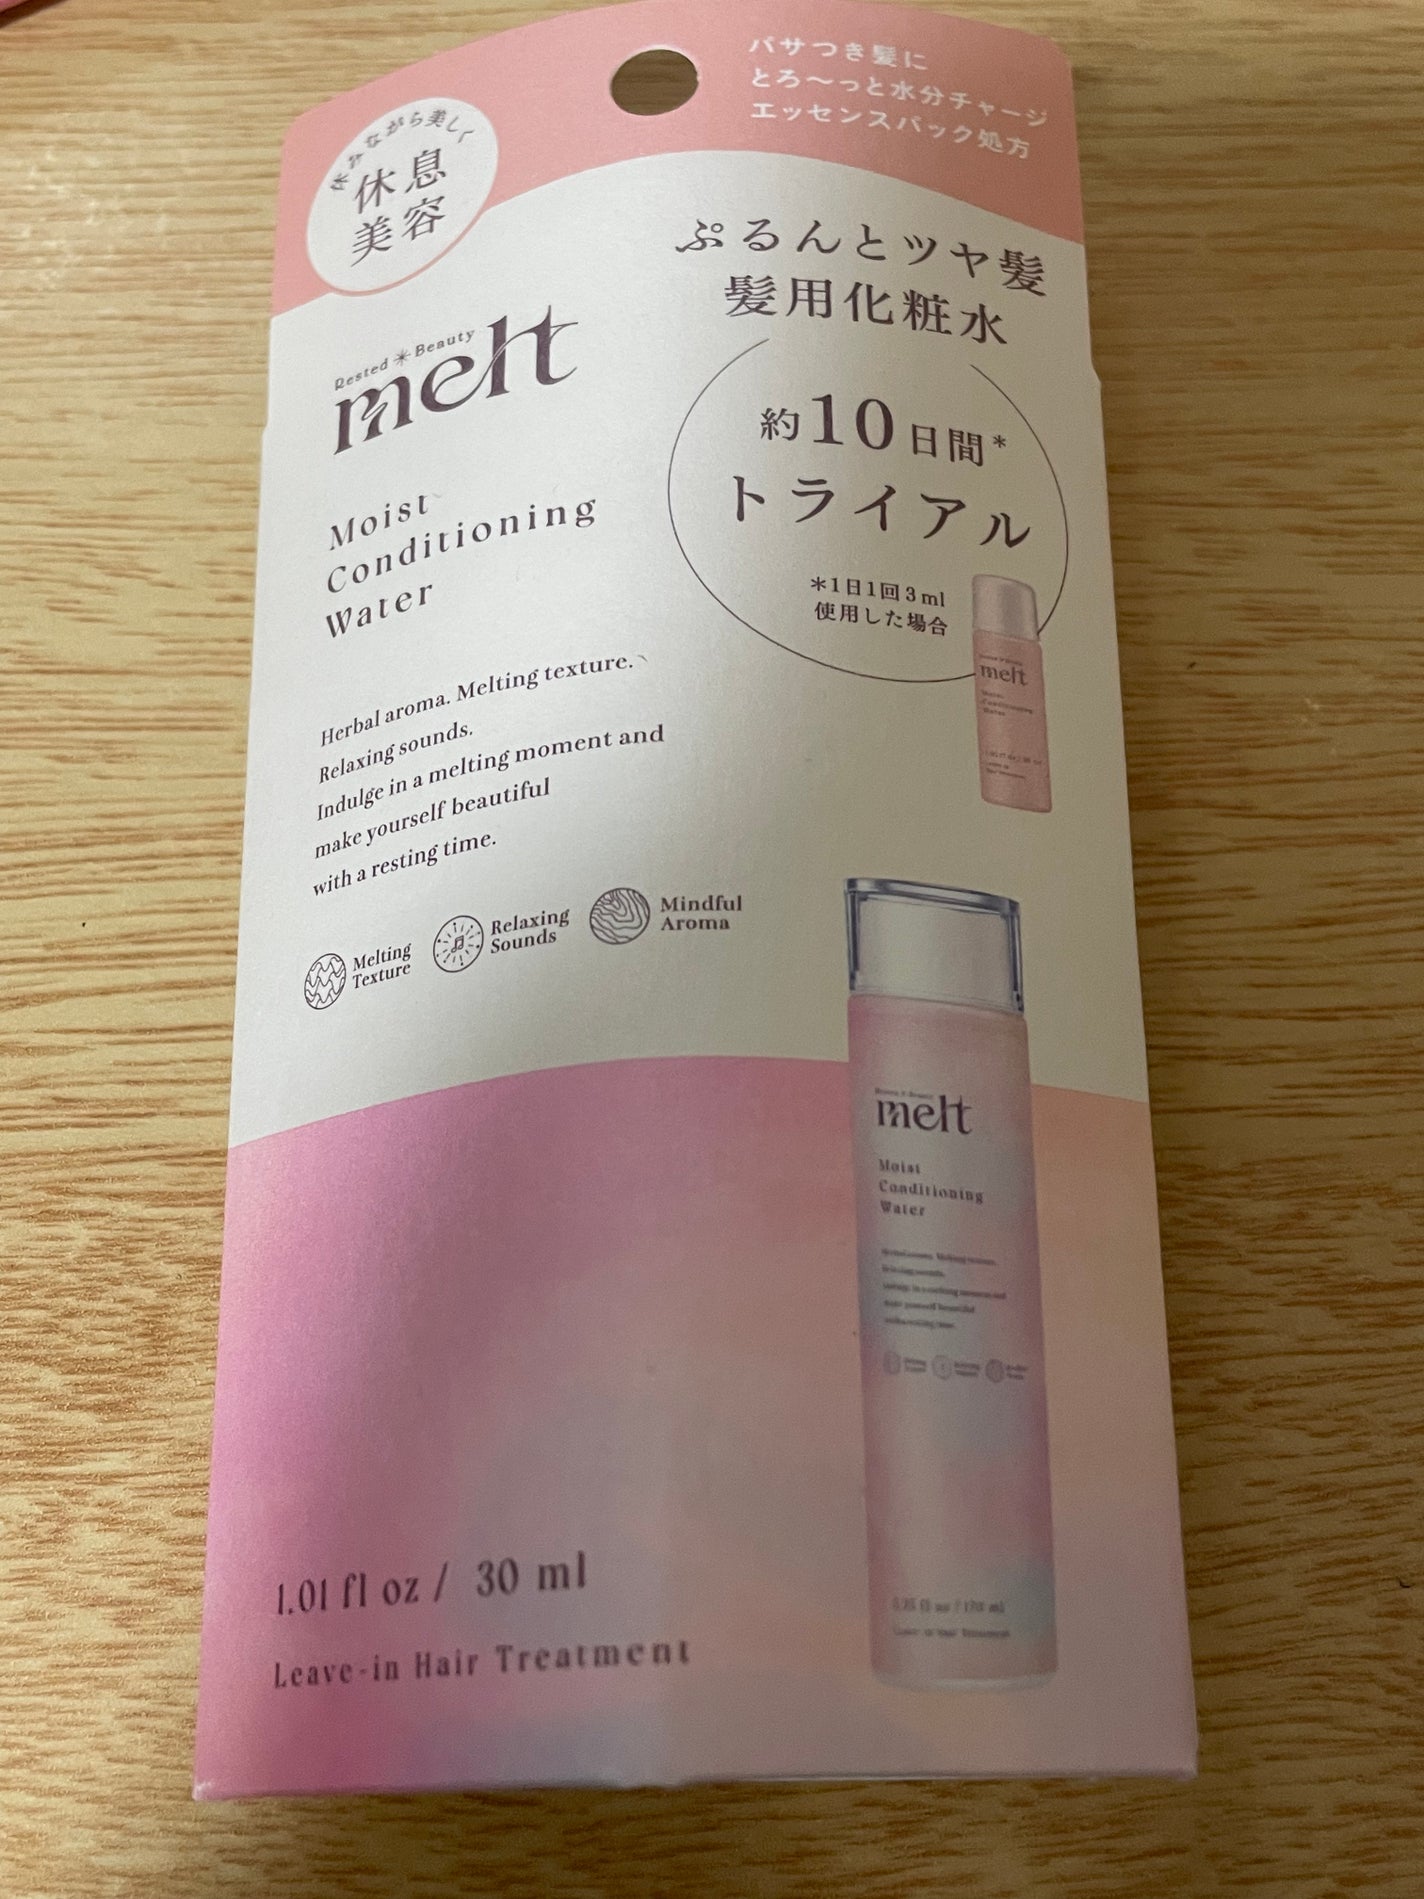 パサつき髪に
とろ〜っと水分チャージ
エッセンスパック処方
休みながら美しく
休息
美容
ぷるんとツヤ髪
髪用化粧水
Rested Beauty
melt
約10日間*
トライアル
*1日1回3ml
使用した場合
Moist
Conditioning
Water
Herbal aroma. Melting texture.
Relaxing sounds.
Indulge in a melting moment and
make yourself beautiful
with a resting time.
Melting
Texture
Relaxing
Sounds
Mindful
Aroma
melt
Moist
Conditioning
Water
melt
Moist
Conditioning
Water
1.01 fl oz / 30 ml
Leave-in Hair Treatment